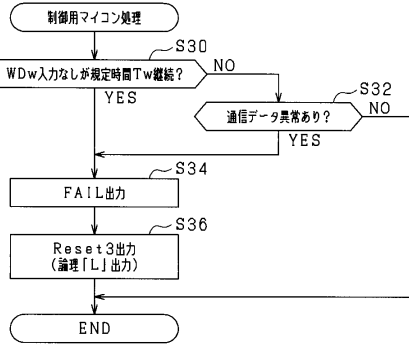 制御用マイコン処理
S30
WDw入力なしが規定時間Tw継続？
NO
YES
S32
通信データ異常あり？
NO
YES
S34
FAIL出力
S36
Reset3出力
(論理「L」出力)
END